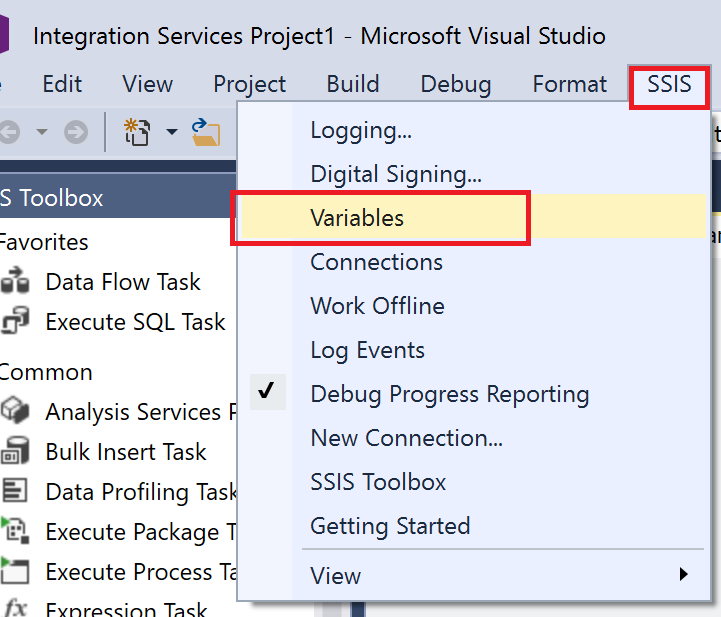 Integration Services Project1 - Microsoft Visual Studio
Edit View Project Build Debug Format SSIS
Logging...
Digital Signing...
S Toolbox
Variables
Favorites
Connections
Data Flow Task
Work Offline
Execute SQL Task
Log Events
Common
Debug Progress Reporting
Analysis Services
New Connection...
Bulk Insert Task
SSIS Toolbox
Data Profiling Task
Getting Started
Execute Package T
Execute Process Ta
View
fx Expression Task